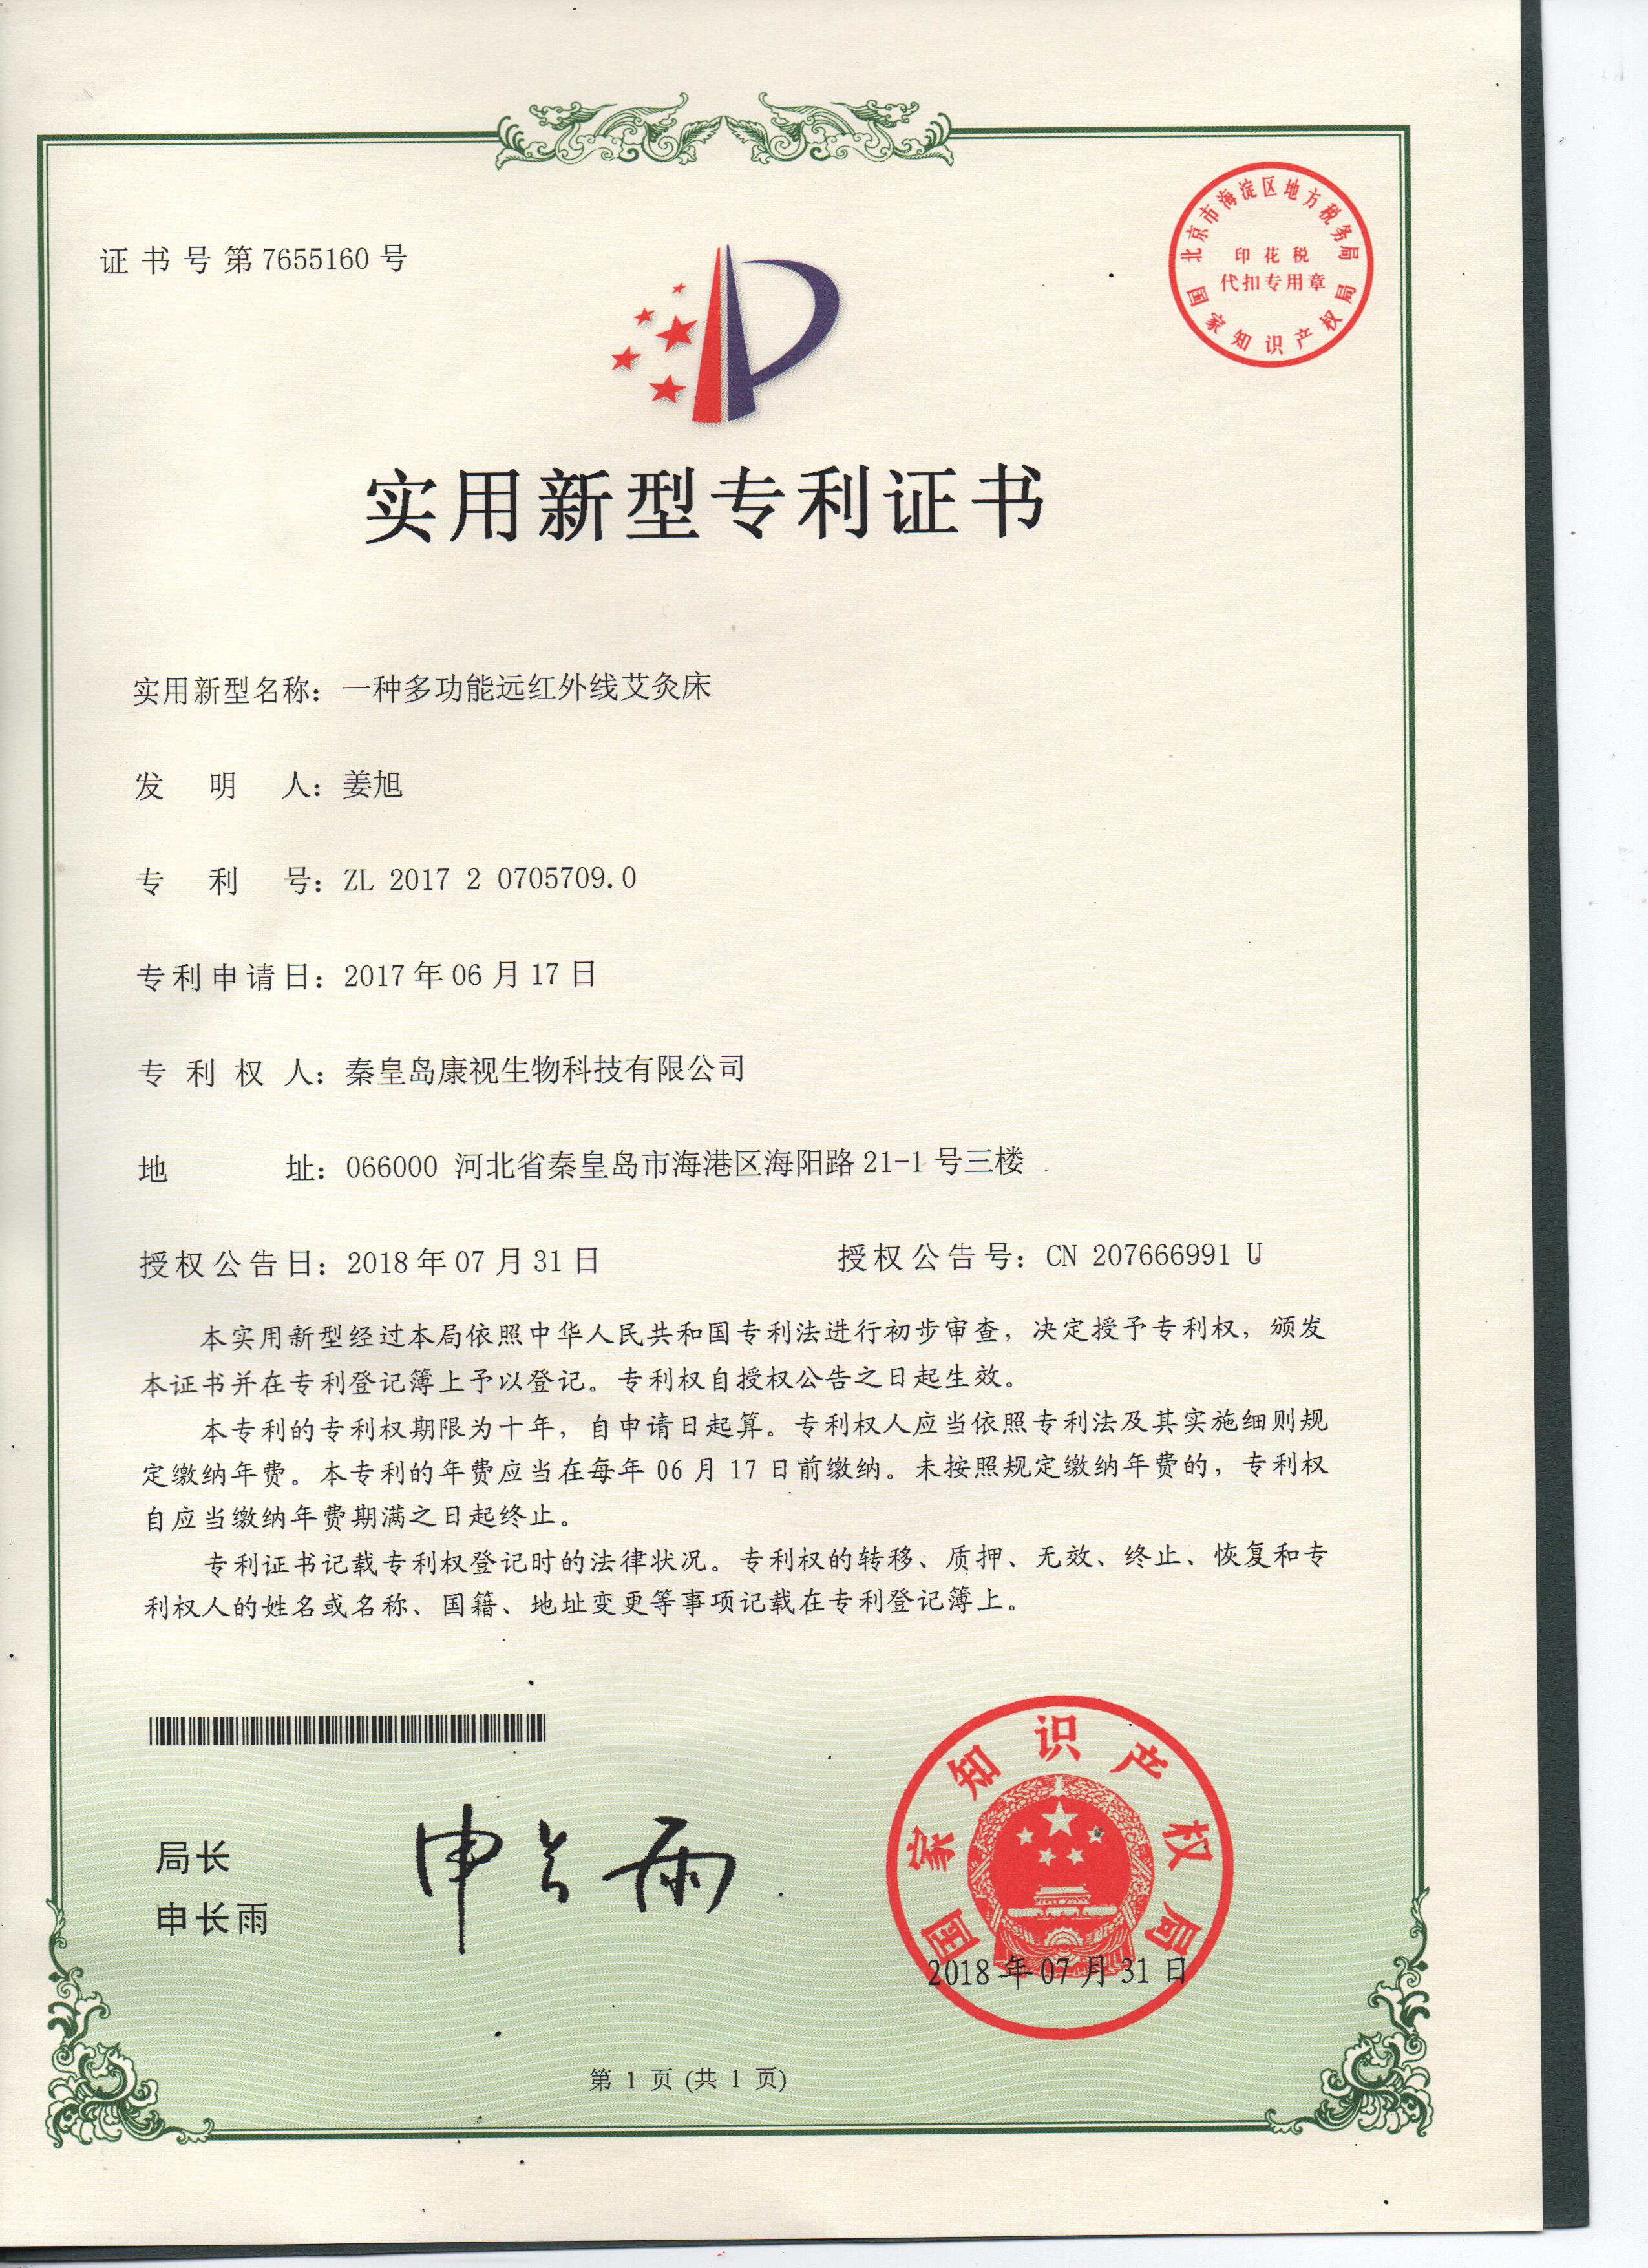 证书号第7655160号
北京市海淀区地方税务局
印花税
代扣专用章
国家知识产权局
实用新型专利证书
实用新型名称：一种多功能远红外线艾灸床
发明人：姜旭
专利号：ZL 2017 2 0705709.0
专利申请日：2017年06月17日
专利权人：秦皇岛康视生物科技有限公司
地址：066000 河北省秦皇岛市海港区海阳路21-1号三楼
授权公告日：2018年07月31日 授权公告号：CN 207666991 U
本实用新型经过本局依照中华人民共和国专利法进行初步审查，决定授予专利权，颁发
本证书并在专利登记簿上予以登记。专利权自授权公告之日起生效。
本专利的专利权期限为十年，自申请日起算。专利权人应当依照专利法及其实施细则规
定缴纳年费。本专利的年费应当在每年06月17日前缴纳。未按照规定缴纳年费的，专利权
自应当缴纳年费期满之日起终止。
专利证书记载专利权登记时的法律状况。专利权的转移、质押、无效、终止、恢复和专
利权人的姓名或名称、国籍、地址变更等事项记载在专利登记簿上。
局长
申长雨
申长雨
国家知识产权局
2018年07月31日
第1页(共1页)